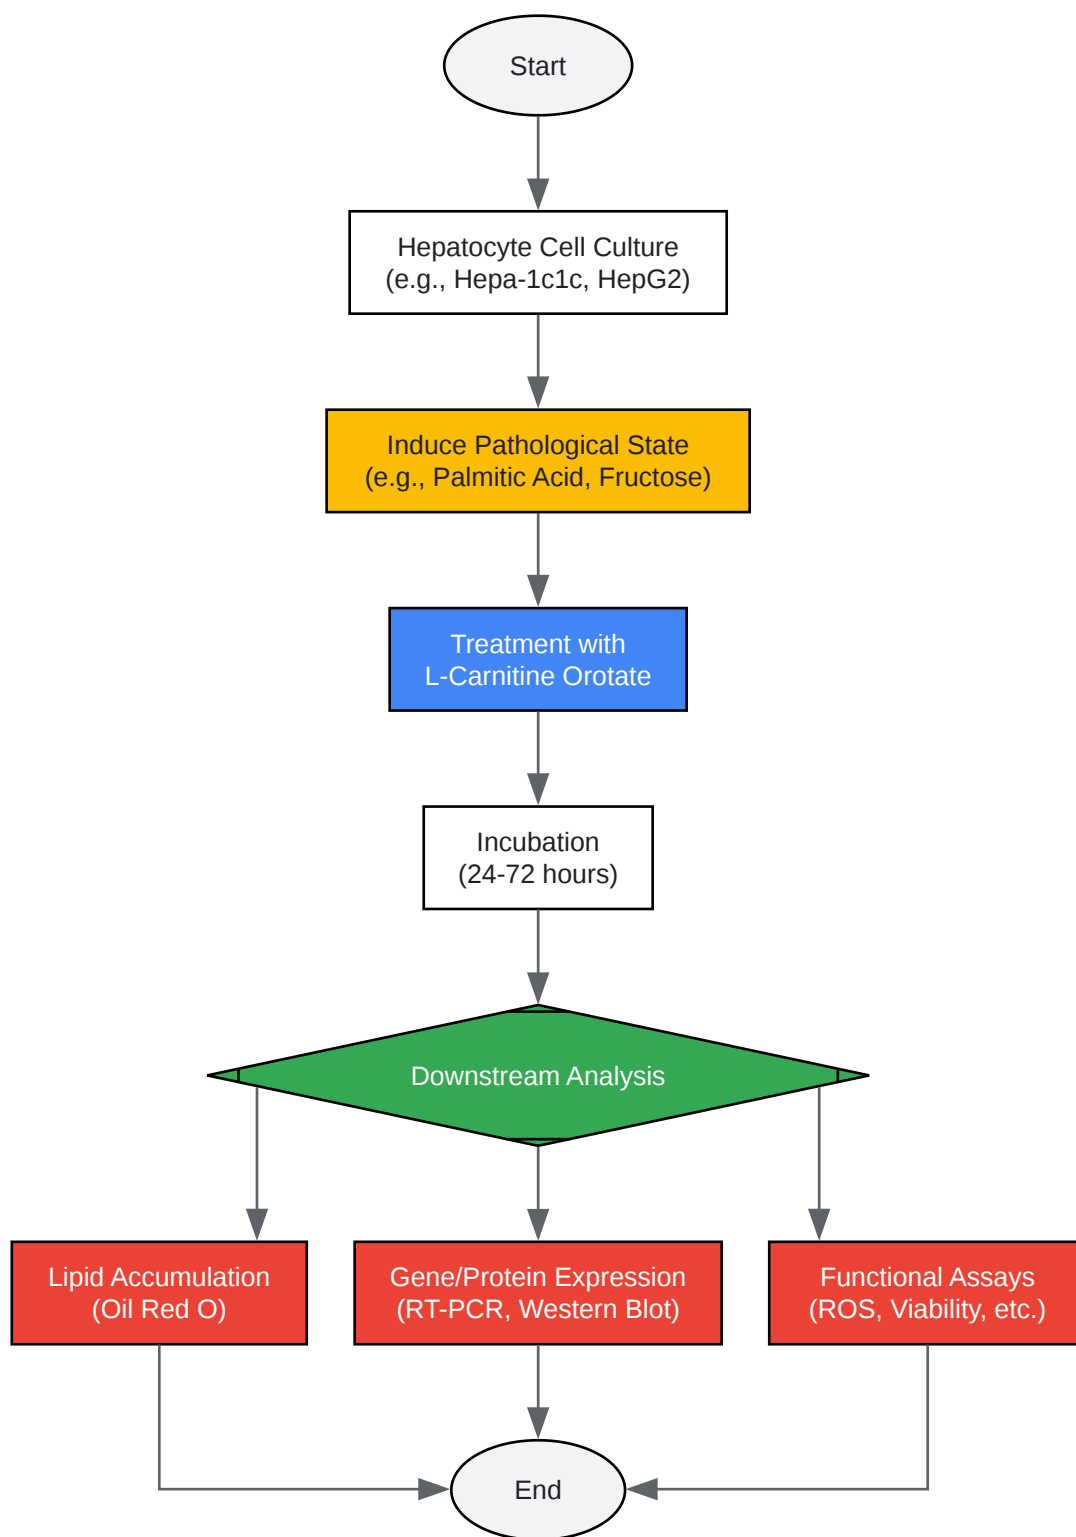 Start
Hepatocyte Cell Culture
(e.g., Hepa-1c1c, HepG2)
Induce Pathological State
(e.g., Palmitic Acid, Fructose)
Treatment with
L-Carnitine Orotate
Incubation
(24-72 hours)
Downstream Analysis
Lipid Accumulation
(Oil Red O)
Gene/Protein Expression
(RT-PCR, Western Blot)
Functional Assays
(ROS, Viability, etc.)
End